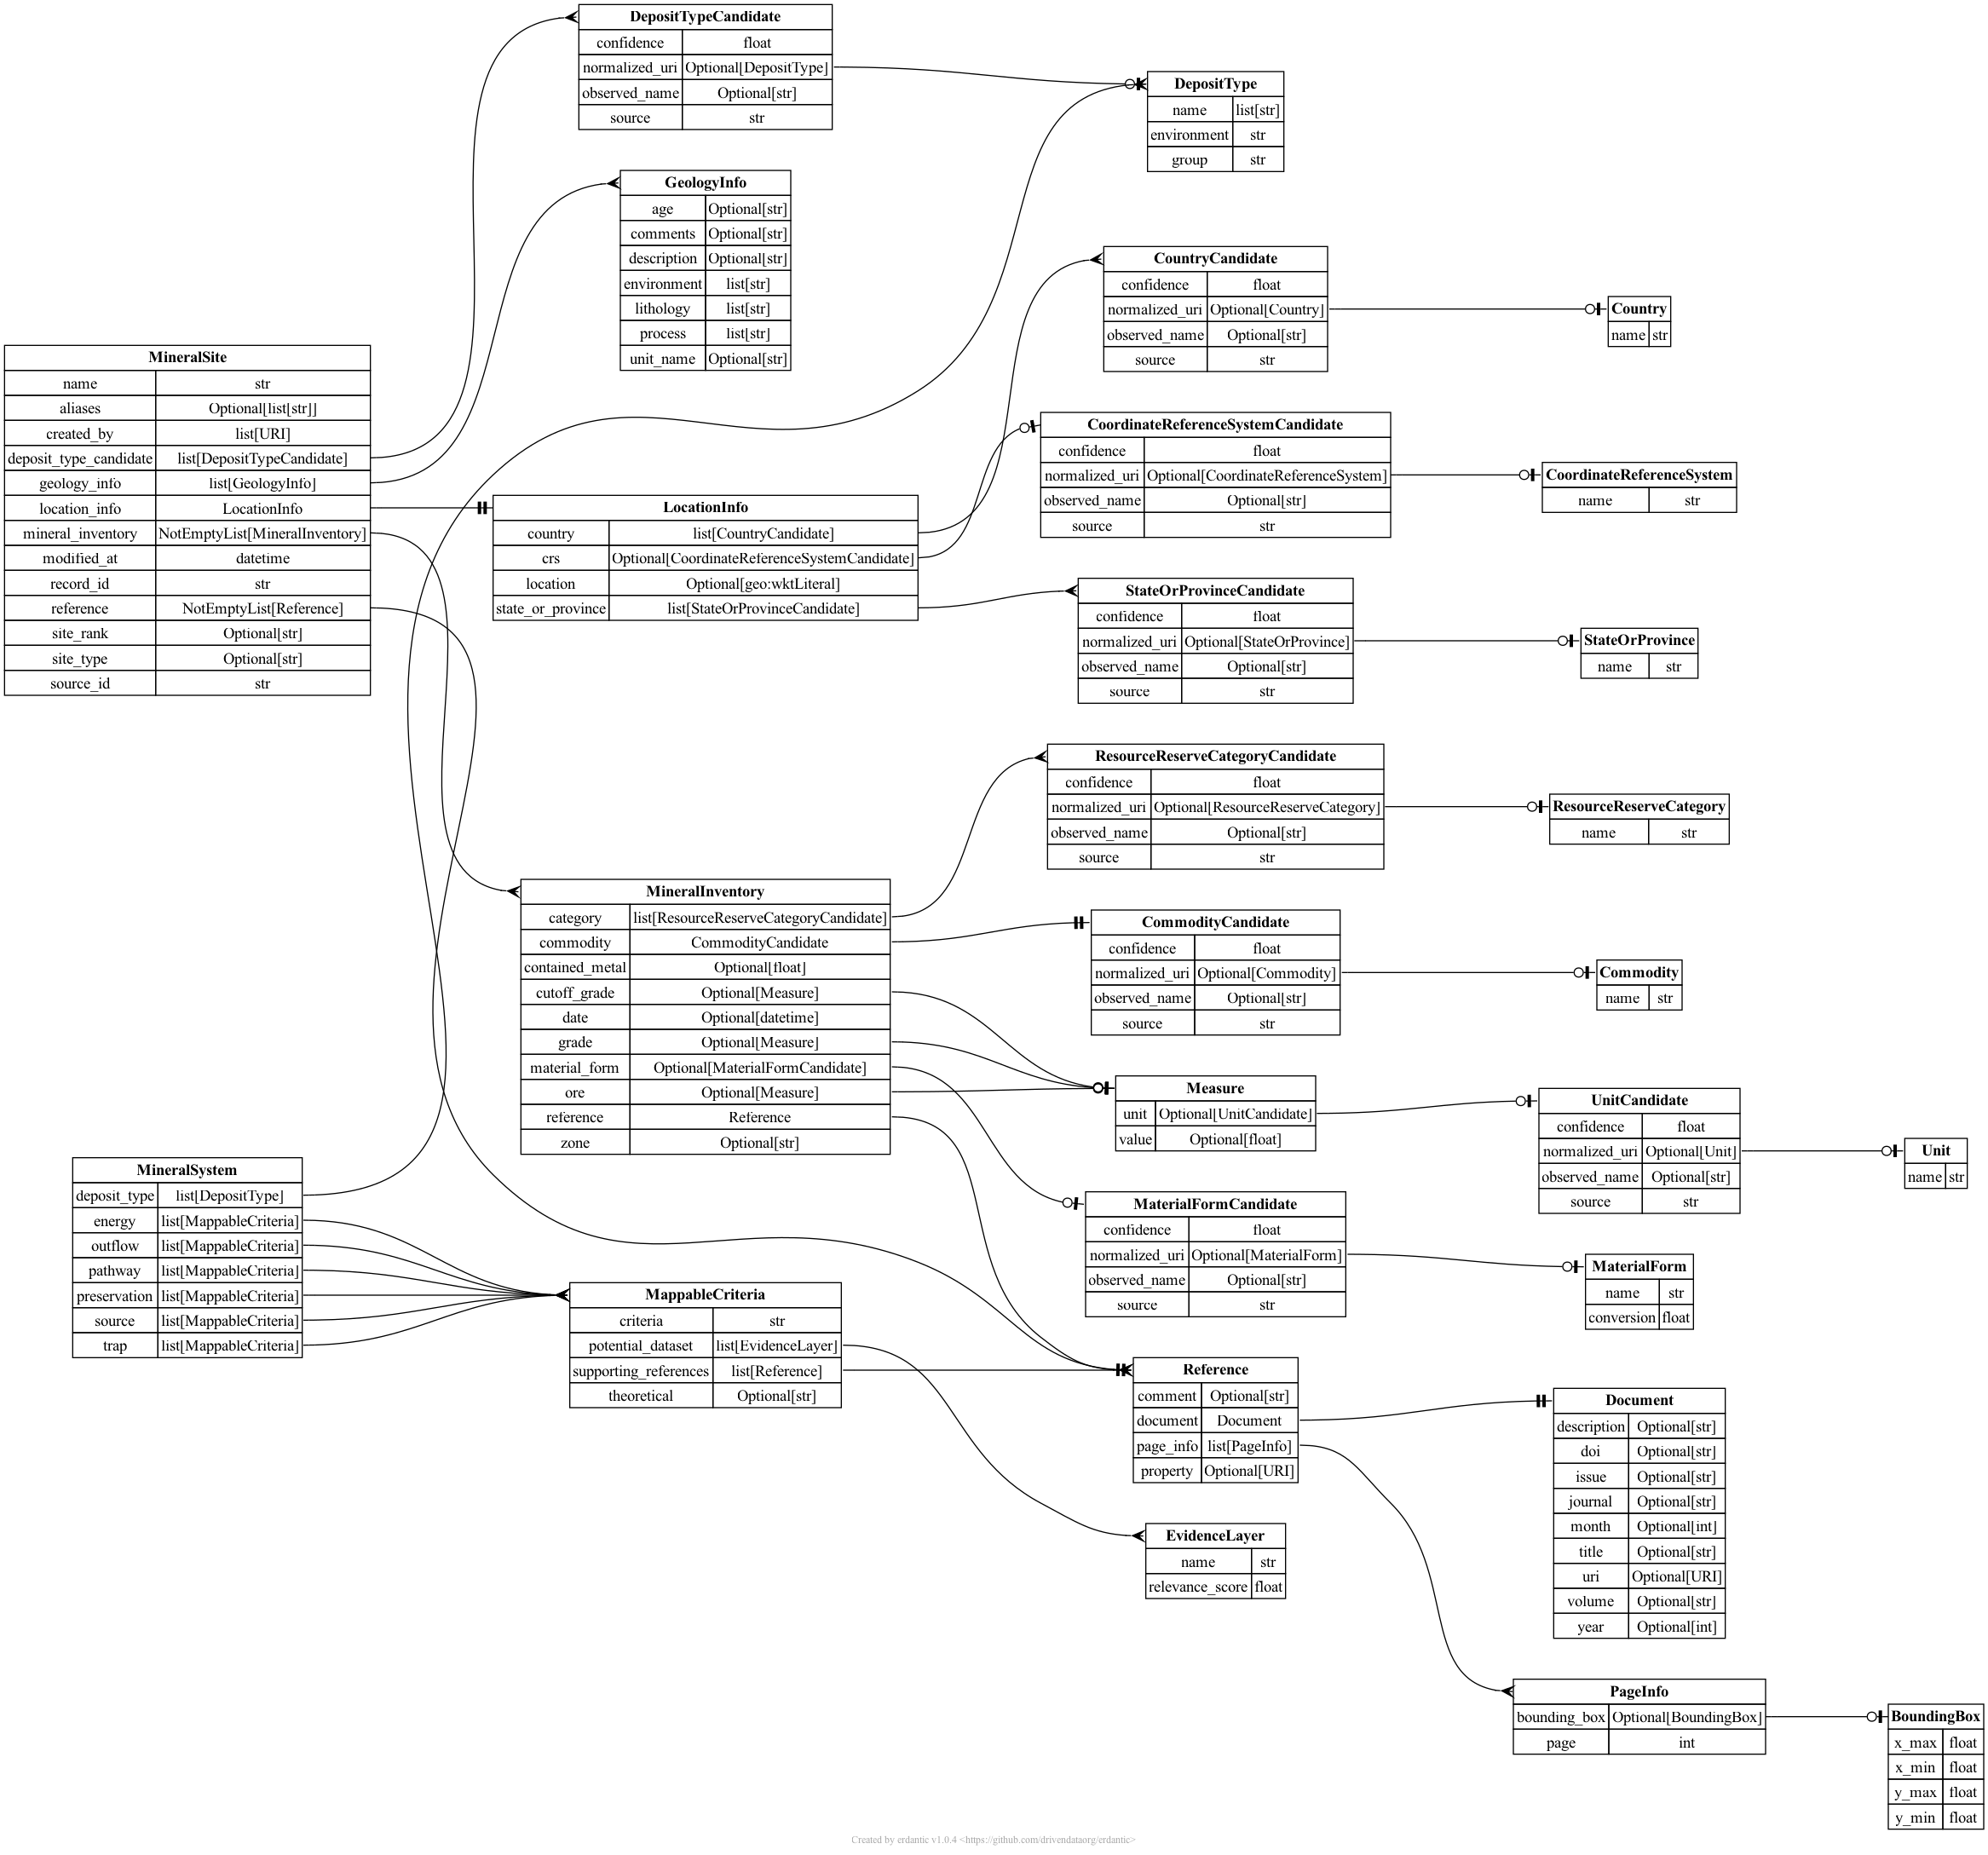 DepositTypeCandidate
confidence float
normalized_uri Optional[DepositType]
observed_name Optional[str]
source str
DepositType
name list[str]
environment str
group str
GeologyInfo
age Optional[str]
comments Optional[str]
description Optional[str]
environment list[str]
lithology list[str]
process list[str]
unit_name Optional[str]
CountryCandidate
confidence float
normalized_uri Optional[Country]
observed_name Optional[str]
source str
Country
name str
MineralSite
name str
aliases Optional[list[str]]
created_by list[URI]
deposit_type_candidate list[DepositTypeCandidate]
geology_info list[GeologyInfo]
location_info LocationInfo
mineral_inventory NotEmptyList[MineralInventory]
modified_at datetime
record_id str
reference NotEmptyList[Reference]
site_rank Optional[str]
site_type Optional[str]
source_id str
CoordinateReferenceSystemCandidate
confidence float
normalized_uri Optional[CoordinateReferenceSystem]
observed_name Optional[str]
source str
CoordinateReferenceSystem
name str
LocationInfo
country list[CountryCandidate]
crs Optional[CoordinateReferenceSystemCandidate]
location Optional[geo:wktLiteral]
state_or_province list[StateOrProvinceCandidate]
StateOrProvinceCandidate
confidence float
normalized_uri Optional[StateOrProvince]
observed_name Optional[str]
source str
StateOrProvince
name str
ResourceReserveCategoryCandidate
confidence float
normalized_uri Optional[ResourceReserveCategory]
observed_name Optional[str]
source str
ResourceReserveCategory
name str
MineralInventory
category list[ResourceReserveCategoryCandidate]
commodity CommodityCandidate
contained_metal Optional[float]
cutoff_grade Optional[Measure]
date Optional[datetime]
grade Optional[Measure]
material_form Optional[MaterialFormCandidate]
ore Optional[Measure]
reference Reference
zone Optional[str]
CommodityCandidate
confidence float
normalized_uri Optional[Commodity]
observed_name Optional[str]
source str
Commodity
name str
Measure
unit Optional[UnitCandidate]
value Optional[float]
UnitCandidate
confidence float
normalized_uri Optional[Unit]
observed_name Optional[str]
source str
Unit
name str
MineralSystem
deposit_type list[DepositType]
energy list[MappableCriteria]
outflow list[MappableCriteria]
pathway list[MappableCriteria]
preservation list[MappableCriteria]
source list[MappableCriteria]
trap list[MappableCriteria]
MaterialFormCandidate
confidence float
normalized_uri Optional[MaterialForm]
observed_name Optional[str]
source str
MaterialForm
name str
conversion float
MappableCriteria
criteria str
potential_dataset list[EvidenceLayer]
supporting_references list[Reference]
theoretical Optional[str]
Reference
comment Optional[str]
document Document
page_info list[PageInfo]
property Optional[URI]
Document
description Optional[str]
doi Optional[str]
issue Optional[str]
journal Optional[str]
month Optional[int]
title Optional[str]
uri Optional[URI]
volume Optional[str]
year Optional[int]
EvidenceLayer
name str
relevance_score float
PageInfo
bounding_box Optional[BoundingBox]
page int
BoundingBox
x_max float
x_min float
y_max float
y_min float
Created by erdantic v1.0.4 <https://github.com/drivendataorg/erdantic>